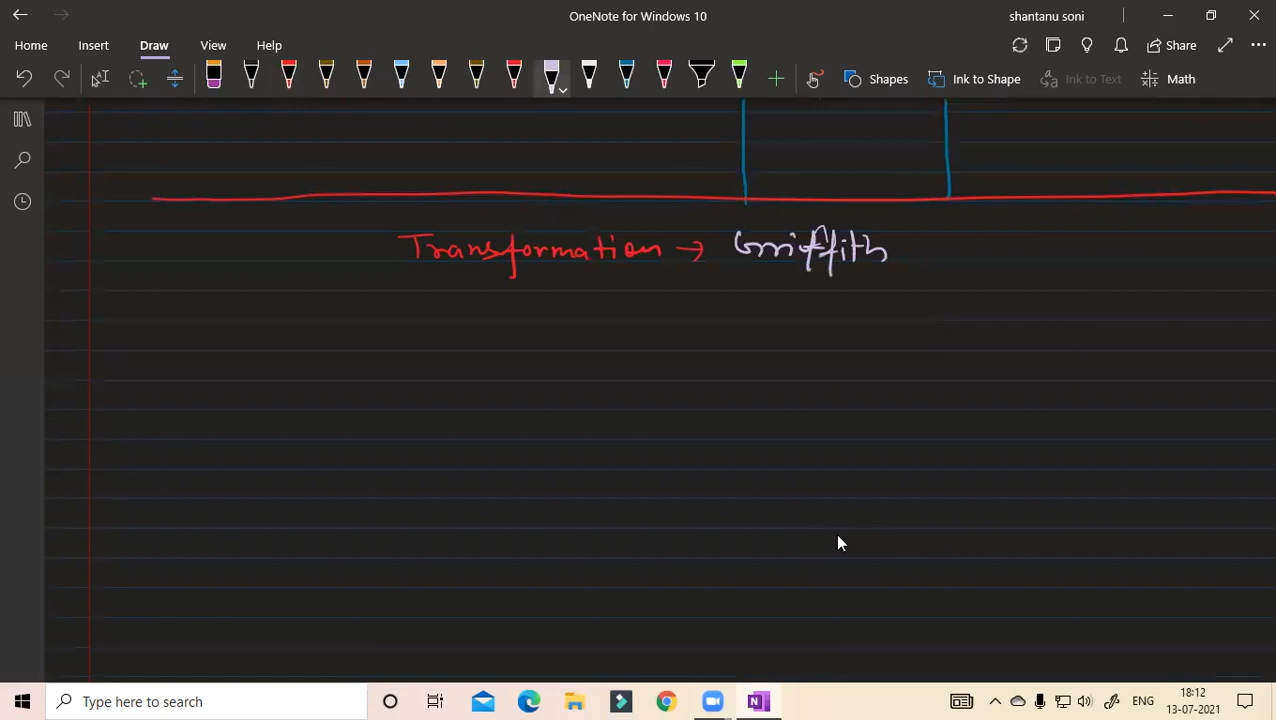 OneNote for Windows 10
shantanu soni
Home Insert Draw View Help
Share
Shapes Ink to Shape Ink to Text Math
Transformation → Griffith
Type here to search
ENG
18:12
13-07-2021